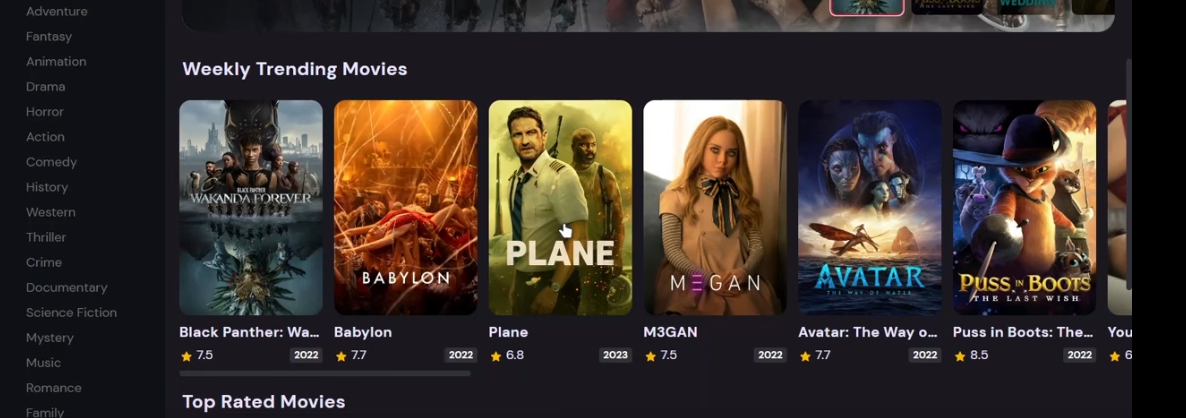 Adventure
Fantasy
Animation
Drama
Horror
Action
Comedy
History
Western
Thriller
Crime
Documentary
Science Fiction
Mystery
Music
Romance
Family
WEDDING
Weekly Trending Movies
BLACK PANTHER
WAKANDA FOREVER
BABYLON
PLANE
M3GAN
AVATAR
THE WAY OF WATER
PUSS IN BOOTS
THE LAST WISH
Black Panther: Wa...
Babylon
Plane
M3GAN
Avatar: The Way o...
Puss in Boots: The...
You
7.5 2022
7.7 2022
6.8 2023
7.5 2022
7.7 2022
8.5 2022
6
Top Rated Movies